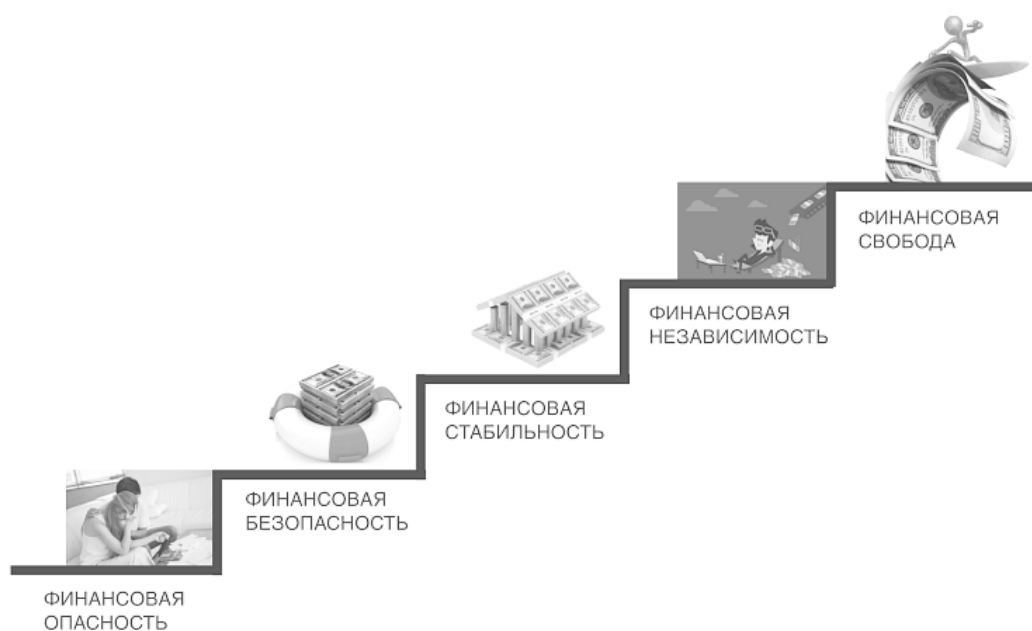 ФИНАНСОВАЯ
СВОБОДА
ФИНАНСОВАЯ
НЕЗАВИСИМОСТЬ
ФИНАНСОВАЯ
СТАБИЛЬНОСТЬ
ФИНАНСОВАЯ
БЕЗОПАСНОСТЬ
ФИНАНСОВАЯ
ОПАСНОСТЬ